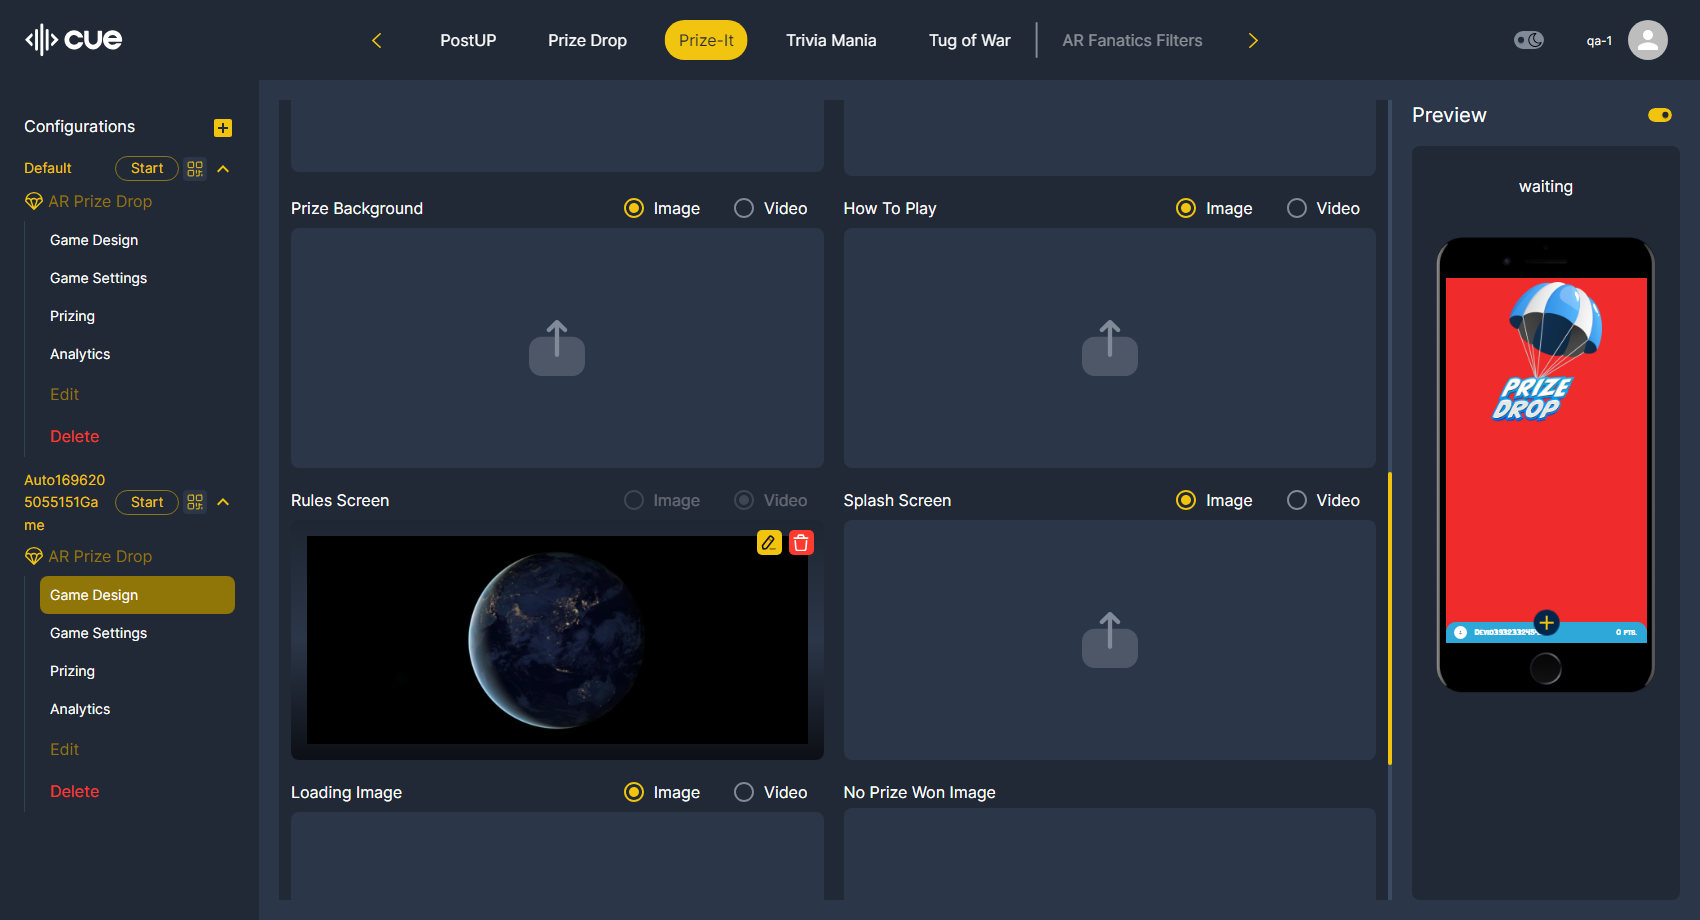 cue
PostUP
Prize Drop
Prize-It
Trivia Mania
Tug of War
AR Fanatics Filters
qa-1
Configurations
Default
Start
AR Prize Drop
Game Design
Game Settings
Prizing
Analytics
Edit
Delete
Auto169620
5055151Ga
me
Start
AR Prize Drop
Game Design
Game Settings
Prizing
Analytics
Edit
Delete
Prize Background
Image
Video
How To Play
Image
Video
Rules Screen
Image
Video
Splash Screen
Image
Video
Loading Image
Image
Video
No Prize Won Image
Preview
waiting
PRIZE
DROP
0 PTS.